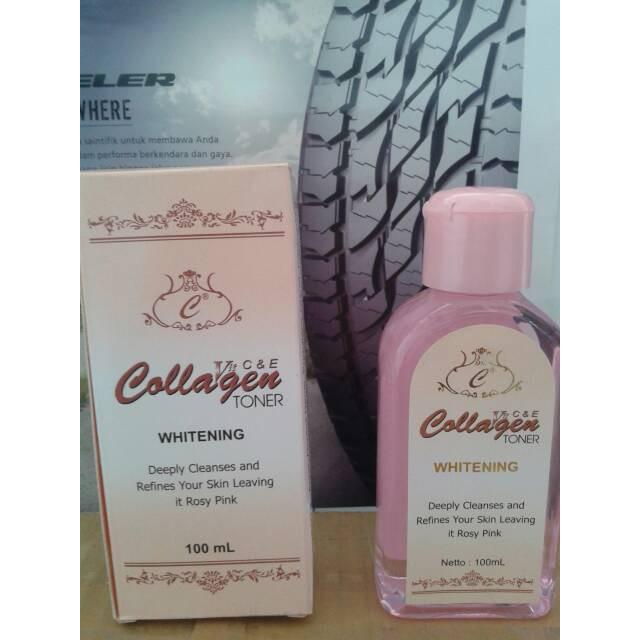 ELER
WHERE
saintifik untuk membawa Anda
performa berkendara dan gaya.
C®
Vit C & E
Collagen
TONER
WHITENING
Deeply Cleanses and
Refines Your Skin Leaving
it Rosy Pink
100 mL
C®
Vit C & E
Collagen
TONER
WHITENING
Deeply Cleanses and
Refines Your Skin Leaving
it Rosy Pink
Netto : 100mL